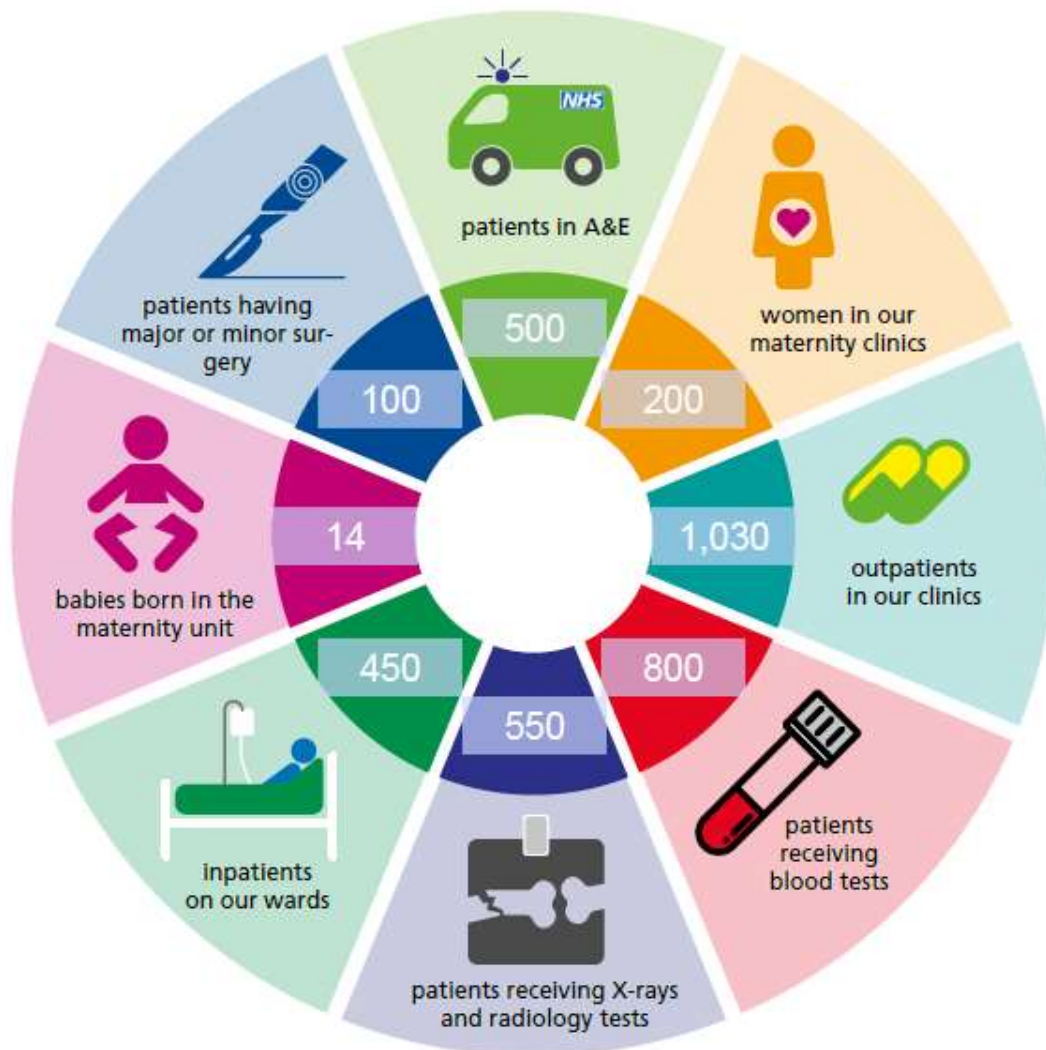 NHS
patients in A&E
500
women in our
maternity clinics
200
outpatients
in our clinics
1,030
patients
receiving
blood tests
800
patients receiving X-rays
and radiology tests
550
inpatients
on our wards
450
babies born in the
maternity unit
14
patients having
major or minor sur-
gery
100